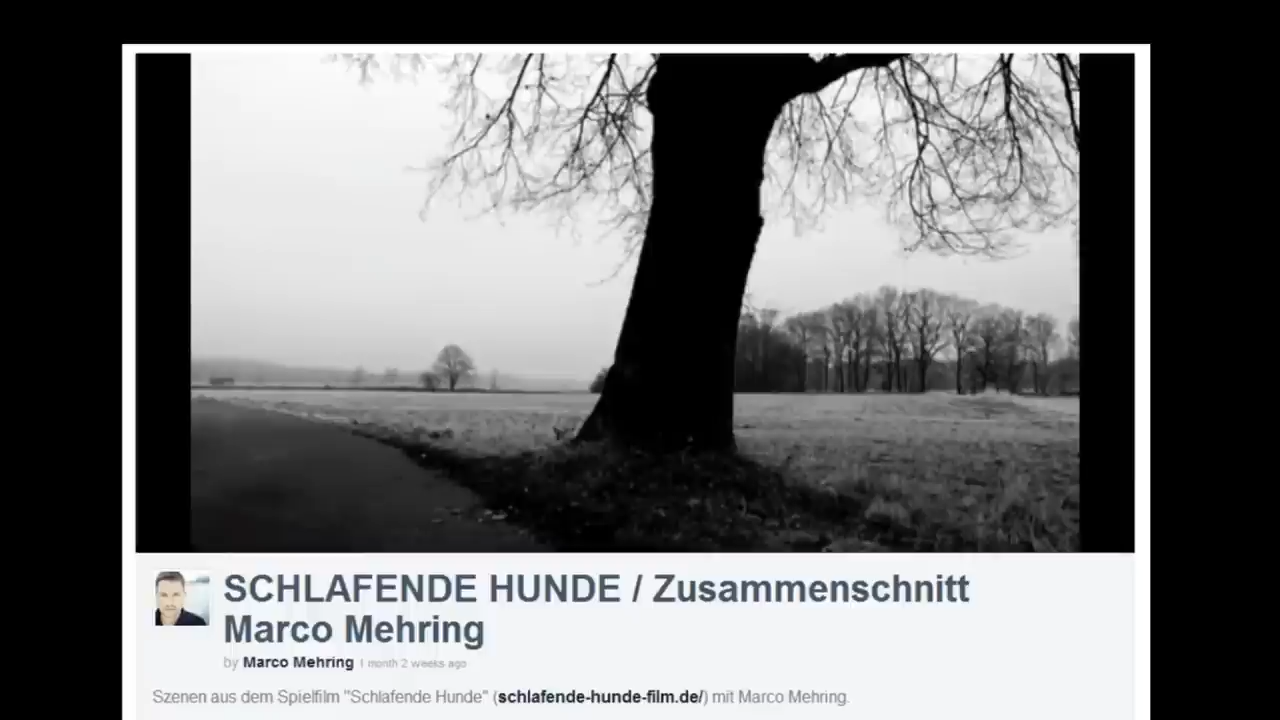 SCHLAFENDE HUNDE / Zusammenschnitt
Marco Mehring
by Marco Mehring 1 month 2 weeks ago
Szenen aus dem Spielfilm "Schlafende Hunde" (schlafende-hunde-film.de/) mit Marco Mehring.